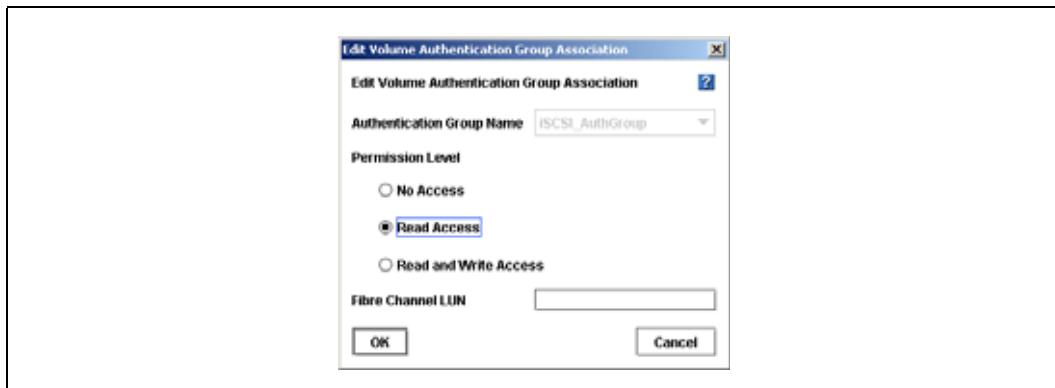 Edit Volume Authentication Group Association
Edit Volume Authentication Group Association
?
Authentication Group Name iSCSI_AuthGroup
Permission Level
No Access
Read Access
Read and Write Access
Fibre Channel LUN
OK Cancel